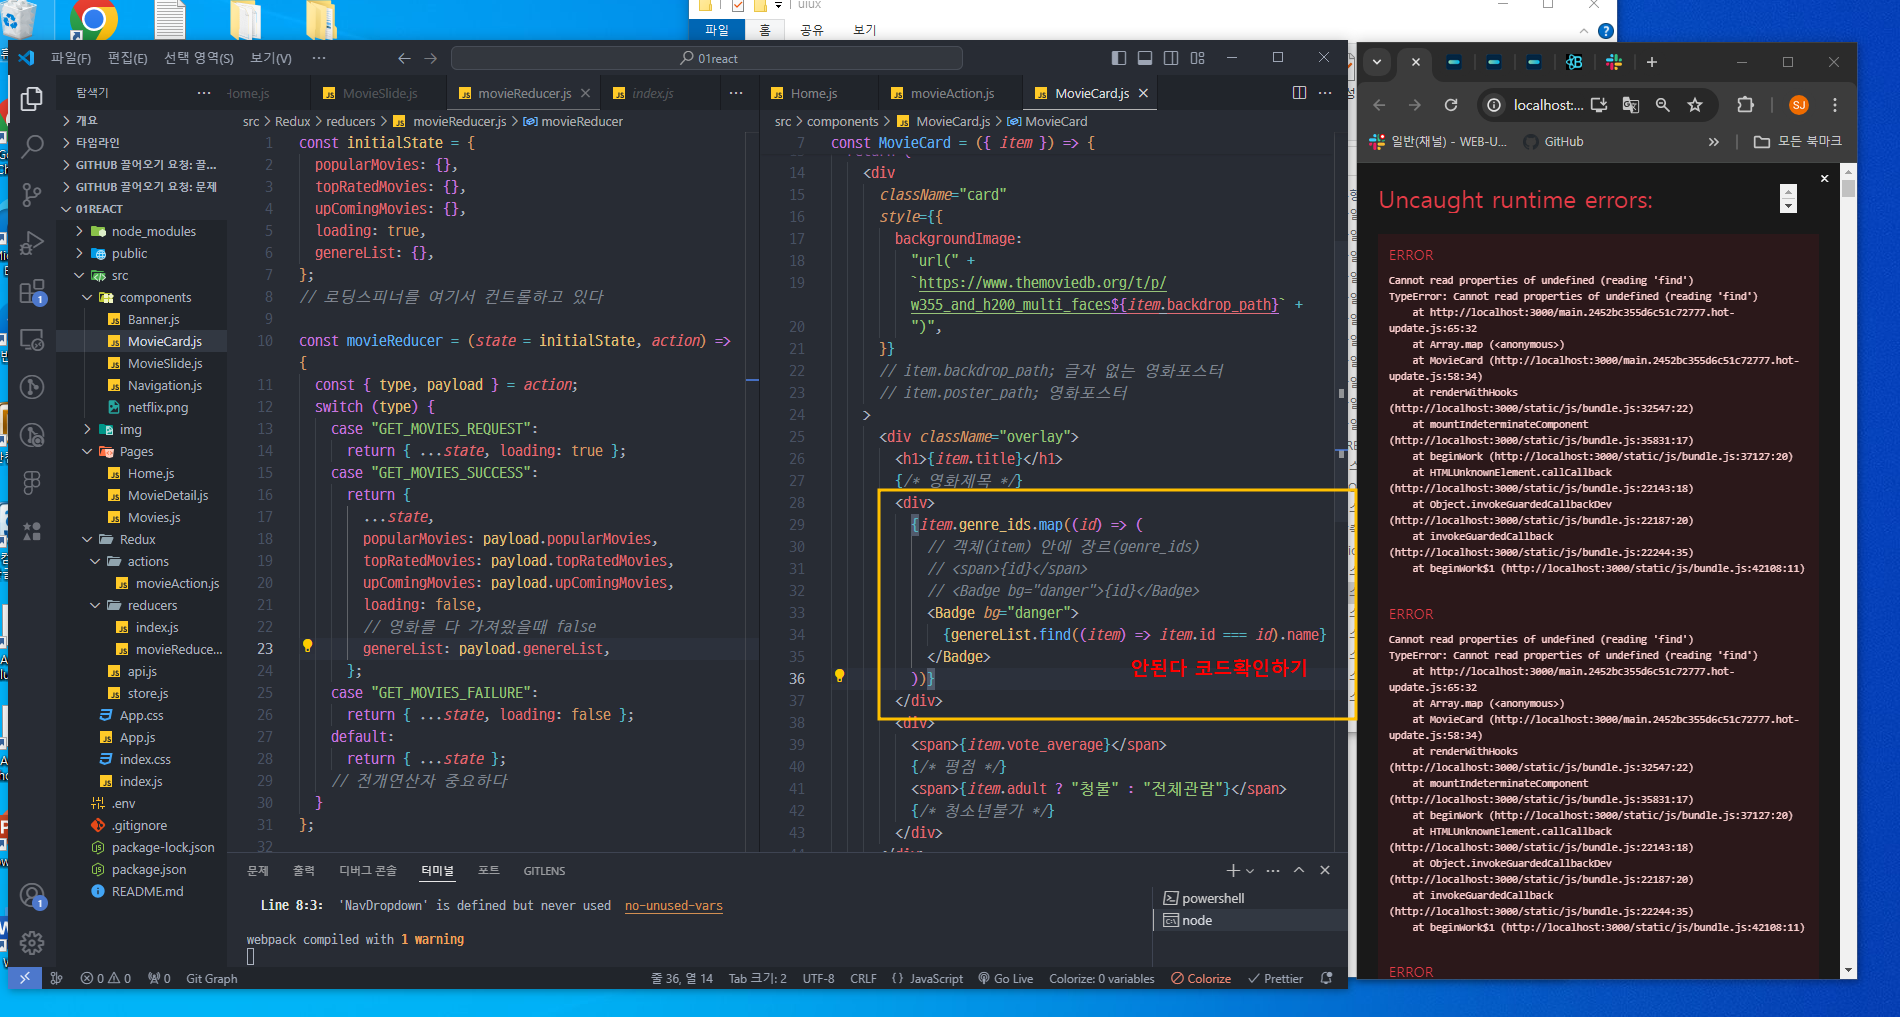 uiux
파일 홈 공유 보기
파일(F) 편집(E) 선택 영역(S) 보기(V) ··· 01react
탐색기 ···
Home.js MovieSlide.js movieReducer.js index.js ···
Home.js movieAction.js MovieCard.js
개요
타임라인
GITHUB 끌어오기 요청: 끌...
GITHUB 끌어오기 요청: 문제
01REACT
node_modules
public
src
components
Banner.js
MovieCard.js
MovieSlide.js
Navigation.js
netflix.png
img
Pages
Home.js
MovieDetail.js
Movies.js
Redux
actions
movieAction.js
reducers
index.js
movieReduce...
api.js
store.js
App.css
App.js
index.css
index.js
.env
.gitignore
package-lock.json
package.json
README.md
src > Redux > reducers > movieReducer.js > movieReducer
1 const initialState = {
2 popularMovies: {},
3 topRatedMovies: {},
4 upComingMovies: {},
5 loading: true,
6 genereList: {},
7 };
8 // 로딩스피너를 여기서 컨트롤하고 있다
9
10 const movieReducer = (state = initialState, action) =>
{
11 const { type, payload } = action;
12 switch (type) {
13 case "GET_MOVIES_REQUEST":
14 return { ...state, loading: true };
15 case "GET_MOVIES_SUCCESS":
16 return {
17 ...state,
18 popularMovies: payload.popularMovies,
19 topRatedMovies: payload.topRatedMovies,
20 upComingMovies: payload.upComingMovies,
21 loading: false,
22 // 영화를 다 가져왔을때 false
23 genereList: payload.genereList,
24 };
25 case "GET_MOVIES_FAILURE":
26 return { ...state, loading: false };
27 default:
28 return { ...state };
29 // 전개연산자 중요하다
30 }
31 };
32
src > components > MovieCard.js > MovieCard
7 const MovieCard = ({ item }) => {
14 <div
15 className="card"
16 style={{
17 backgroundImage:
18 "url(" +
19 `https://www.themoviedb.org/t/p/
w355_and_h200_multi_faces${item.backdrop_path}` +
20 ")",
21 }}
22 // item.backdrop_path; 글자 없는 영화포스터
23 // item.poster_path; 영화포스터
24 >
25 <div className="overlay">
26 <h1>{item.title}</h1>
27 {/* 영화제목 */}
28 <div>
29 {item.genre_ids.map((id) => (
30 // 객체(item) 안에 장르(genre_ids)
31 // <span>{id}</span>
32 // <Badge bg="danger">{id}</Badge>
33 <Badge bg="danger">
34 {genereList.find((item) => item.id === id).name}
35 </Badge>
안된다 코드확인하기
36 ))}
37 </div>
38 <div>
39 <span>{item.vote_average}</span>
40 {/* 평점 */}
41 <span>{item.adult ? "청불" : "전체관람"}</span>
42 {/* 청소년불가 */}
43 </div>
문제 출력 디버그 콘솔 터미널 포트 GITLENS
Line 8:3: 'NavDropdown' is defined but never used no-unused-vars
webpack compiled with 1 warning
powershell
node
0 0 0 Git Graph
줄 36, 열 14 Tab 크기: 2 UTF-8 CRLF {} JavaScript Go Live Colorize: 0 variables Colorize Prettier
localhost:... SJ
일반(채널) - WEB-U... GitHub » 모든 북마크
Uncaught runtime errors:
ERROR
Cannot read properties of undefined (reading 'find')
TypeError: Cannot read properties of undefined (reading 'find')
at http://localhost:3000/main.2452bc355d6c51c72777.hot-
update.js:65:32
at Array.map (<anonymous>)
at MovieCard (http://localhost:3000/main.2452bc355d6c51c72777.hot-
update.js:58:34)
at renderWithHooks
(http://localhost:3000/static/js/bundle.js:32547:22)
at mountIndeterminateComponent
(http://localhost:3000/static/js/bundle.js:35831:17)
at beginWork (http://localhost:3000/static/js/bundle.js:37127:20)
at HTMLUnknownElement.callCallback
(http://localhost:3000/static/js/bundle.js:22143:18)
at Object.invokeGuardedCallbackDev
(http://localhost:3000/static/js/bundle.js:22187:20)
at invokeGuardedCallback
(http://localhost:3000/static/js/bundle.js:22244:35)
at beginWork$1 (http://localhost:3000/static/js/bundle.js:42108:11)
ERROR
Cannot read properties of undefined (reading 'find')
TypeError: Cannot read properties of undefined (reading 'find')
at http://localhost:3000/main.2452bc355d6c51c72777.hot-
update.js:65:32
at Array.map (<anonymous>)
at MovieCard (http://localhost:3000/main.2452bc355d6c51c72777.hot-
update.js:58:34)
at renderWithHooks
(http://localhost:3000/static/js/bundle.js:32547:22)
at mountIndeterminateComponent
(http://localhost:3000/static/js/bundle.js:35831:17)
at beginWork (http://localhost:3000/static/js/bundle.js:37127:20)
at HTMLUnknownElement.callCallback
(http://localhost:3000/static/js/bundle.js:22143:18)
at Object.invokeGuardedCallbackDev
(http://localhost:3000/static/js/bundle.js:22187:20)
at invokeGuardedCallback
(http://localhost:3000/static/js/bundle.js:22244:35)
at beginWork$1 (http://localhost:3000/static/js/bundle.js:42108:11)
ERROR